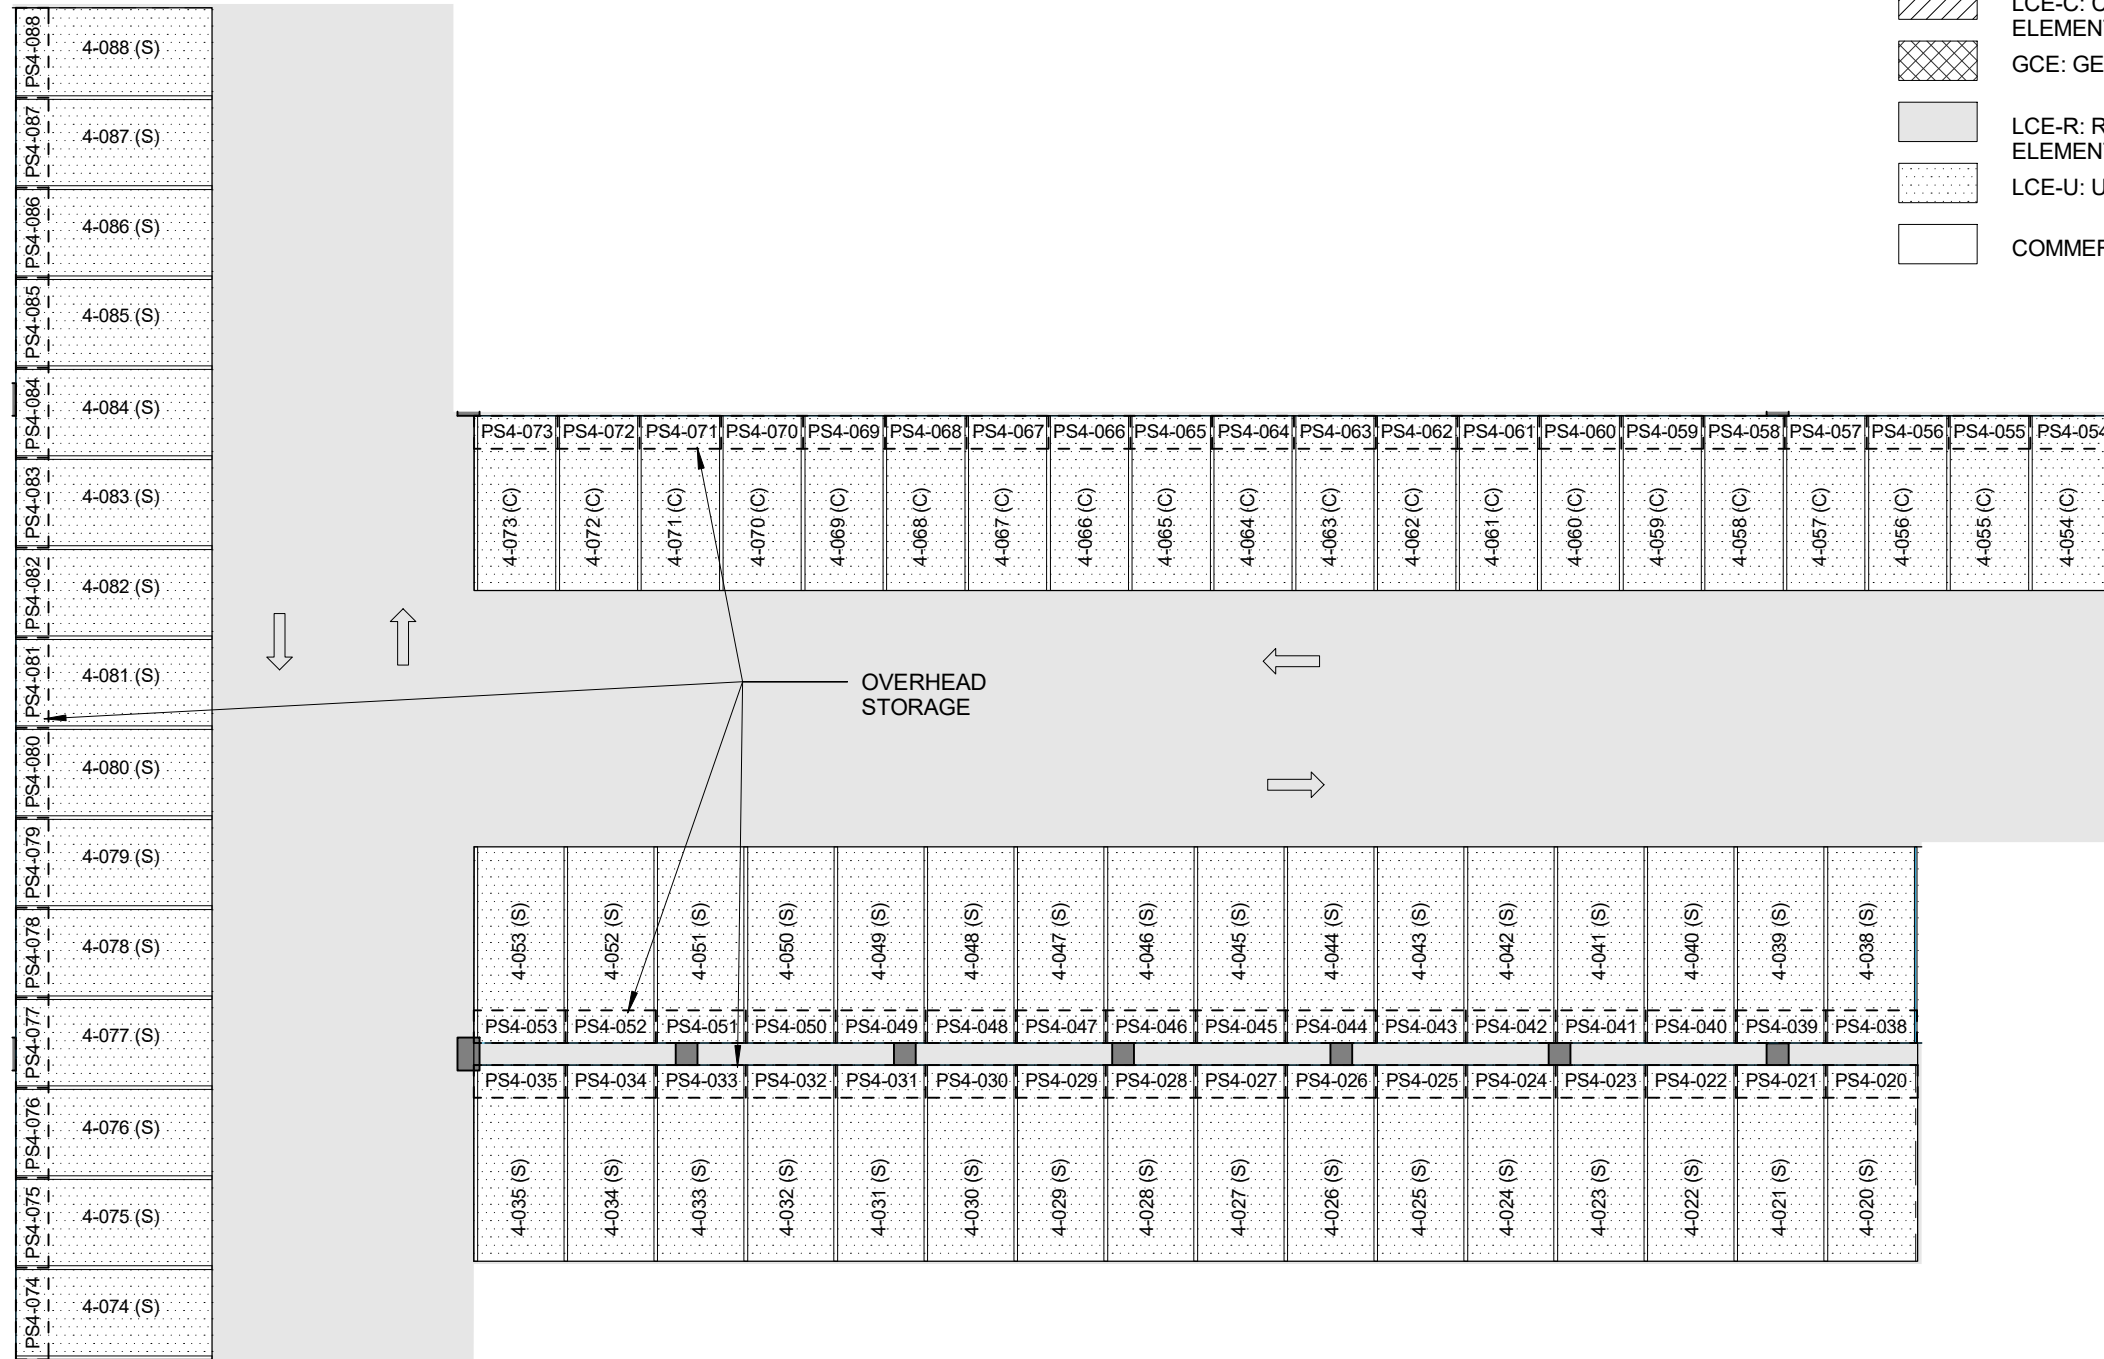 LCE-C: C
ELEMENT
GCE: GE
LCE-R: R
ELEMENT
LCE-U: U
COMMER
PS4-088 4-088 (S)
PS4-087 4-087 (S)
PS4-086 4-086 (S)
PS4-085 4-085 (S)
PS4-084 4-084 (S)
PS4-083 4-083 (S)
PS4-082 4-082 (S)
PS4-081 4-081 (S)
PS4-080 4-080 (S)
PS4-079 4-079 (S)
PS4-078 4-078 (S)
PS4-077 4-077 (S)
PS4-076 4-076 (S)
PS4-075 4-075 (S)
PS4-074 4-074 (S)
PS4-073 PS4-072 PS4-071 PS4-070 PS4-069 PS4-068 PS4-067 PS4-066 PS4-065 PS4-064 PS4-063 PS4-062 PS4-061 PS4-060 PS4-059 PS4-058 PS4-057 PS4-056 PS4-055 PS4-054
4-073 (C) 4-072 (C) 4-071 (C) 4-070 (C) 4-069 (C) 4-068 (C) 4-067 (C) 4-066 (C) 4-065 (C) 4-064 (C) 4-063 (C) 4-062 (C) 4-061 (C) 4-060 (C) 4-059 (C) 4-058 (C) 4-057 (C) 4-056 (C) 4-055 (C) 4-054 (C)
OVERHEAD
STORAGE
4-053 (S) 4-052 (S) 4-051 (S) 4-050 (S) 4-049 (S) 4-048 (S) 4-047 (S) 4-046 (S) 4-045 (S) 4-044 (S) 4-043 (S) 4-042 (S) 4-041 (S) 4-040 (S) 4-039 (S) 4-038 (S)
PS4-053 PS4-052 PS4-051 PS4-050 PS4-049 PS4-048 PS4-047 PS4-046 PS4-045 PS4-044 PS4-043 PS4-042 PS4-041 PS4-040 PS4-039 PS4-038
PS4-035 PS4-034 PS4-033 PS4-032 PS4-031 PS4-030 PS4-029 PS4-028 PS4-027 PS4-026 PS4-025 PS4-024 PS4-023 PS4-022 PS4-021 PS4-020
4-035 (S) 4-034 (S) 4-033 (S) 4-032 (S) 4-031 (S) 4-030 (S) 4-029 (S) 4-028 (S) 4-027 (S) 4-026 (S) 4-025 (S) 4-024 (S) 4-023 (S) 4-022 (S) 4-021 (S) 4-020 (S)